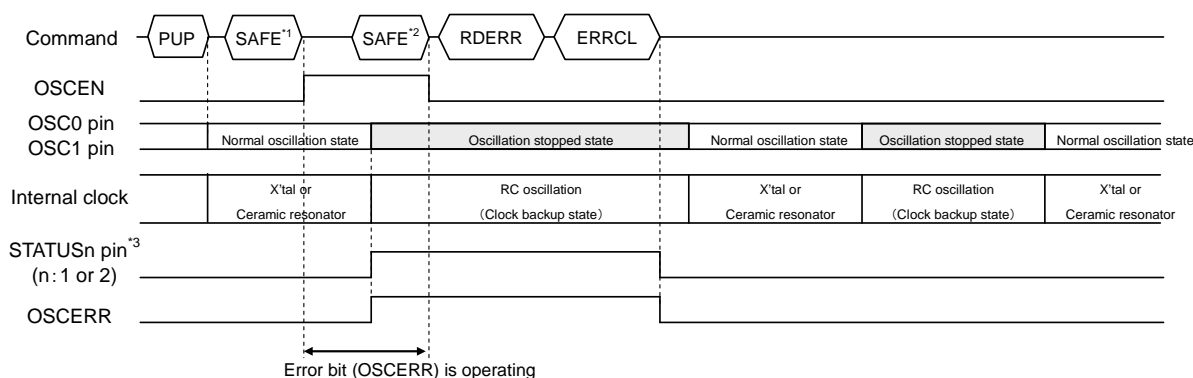 Command PUP SAFE*1 SAFE*2 RDERR ERRCL
OSCEN
OSC0 pin
OSC1 pin
Normal oscillation state Oscillation stopped state Normal oscillation state Oscillation stopped state Normal oscillation state
Internal clock
X'tal or RC oscillation X'tal or RC oscillation X'tal or
Ceramic resonator (Clock backup state) Ceramic resonator (Clock backup state) Ceramic resonator
STATUSn pin*3
(n: 1 or 2)
OSCERR
Error bit (OSCERR) is operating